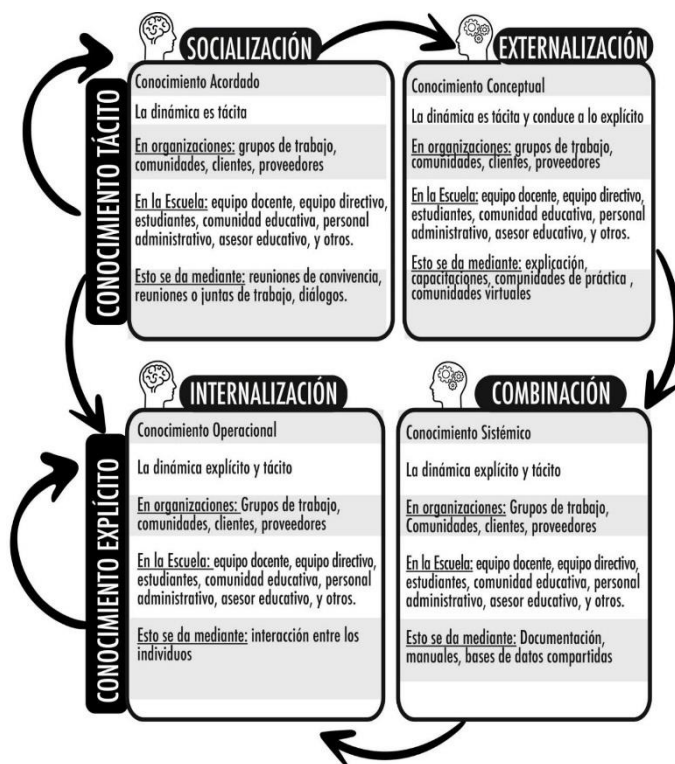 CONOCIMIENTO TÁCITO
SOCIALIZACIÓN
Conocimiento Acordado
La dinámica es tácita
En organizaciones: grupos de trabajo,
comunidades, clientes, proveedores
En la Escuela: equipo docente, equipo directivo,
estudiantes, comunidad educativa, personal
administrativo, asesor educativo, y otros.
Esto se da mediante: reuniones de convivencia,
reuniones o juntas de trabajo, diálogos.
EXTERNALIZACIÓN
Conocimiento Conceptual
La dinámica es tácita y conduce a lo explícito
En organizaciones: grupos de trabajo,
comunidades, clientes, proveedores
En la Escuela: equipo docente, equipo directivo,
estudiantes, comunidad educativa, personal
administrativo, asesor educativo, y otros.
Esto se da mediante: explicación,
capacitaciones, comunidades de práctica ,
comunidades virtuales
CONOCIMIENTO EXPLÍCITO
INTERNALIZACIÓN
Conocimiento Operacional
La dinámica explícito y tácito
En organizaciones: Grupos de trabajo,
comunidades, clientes, proveedores
En la Escuela: equipo docente, equipo directivo,
estudiantes, comunidad educativa, personal
administrativo, asesor educativo, y otros.
Esto se da mediante: interacción entre los
individuos
COMBINACIÓN
Conocimiento Sistémico
La dinámica explícito y tácito
En organizaciones: Grupos de trabajo,
Comunidades, clientes, proveedores
En la Escuela: equipo docente, equipo directivo,
estudiantes, comunidad educativa, personal
administrativo, asesor educativo, y otros.
Esto se da mediante: Documentación,
manuales, bases de datos compartidas